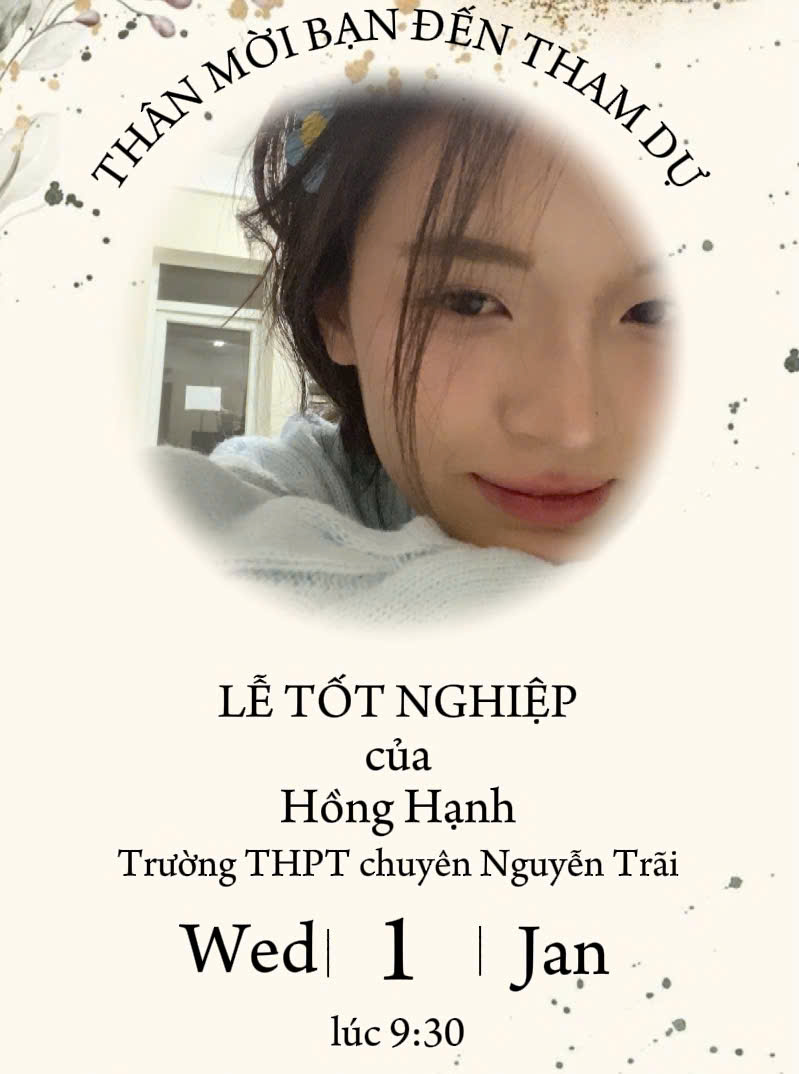 THÂN MỜI BẠN ĐẾN THAM DỰ
LỄ TỐT NGHIỆP
của
Hồng Hạnh
Trường THPT chuyên Nguyễn Trãi
Wed| 1 | Jan
lúc 9:30